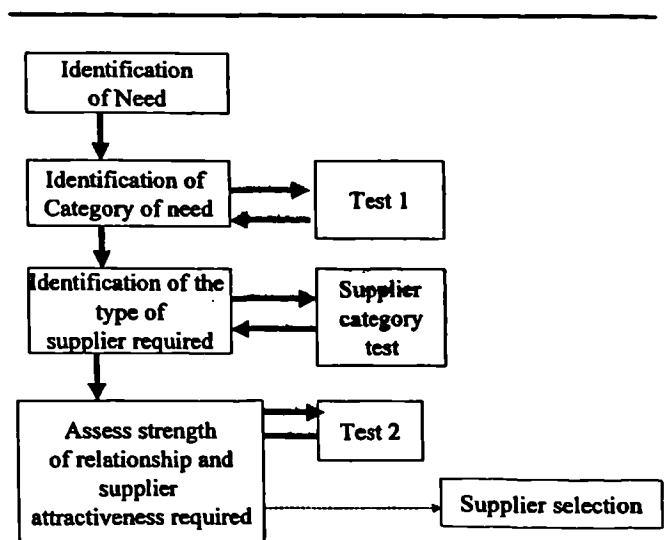 Identification
of Need
Identification of
Category of need
Test 1
Identification of the
type of
supplier required
Supplier
category
test
Assess strength
of relationship and
supplier
attractiveness required
Test 2
Supplier selection